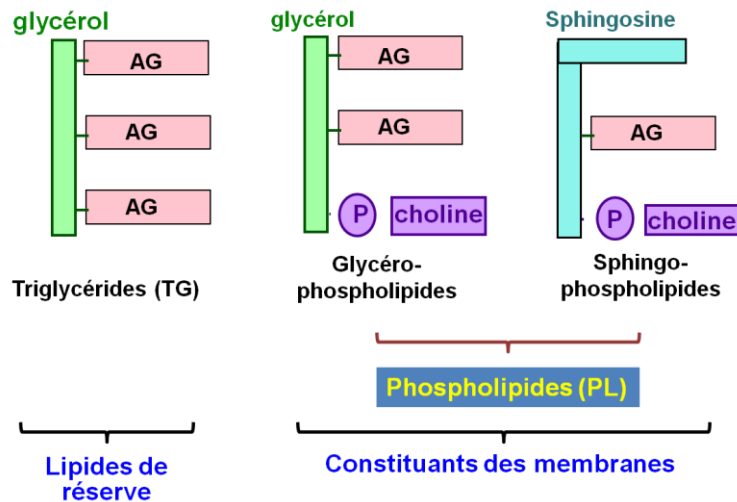 glycérol
AG
AG
AG
Triglycérides (TG)
glycérol
AG
AG
P choline
Glycéro-
phospholipides
Sphingosine
AG
P choline
Sphingo-
phospholipides
Phospholipides (PL)
Lipides de
réserve
Constituants des membranes